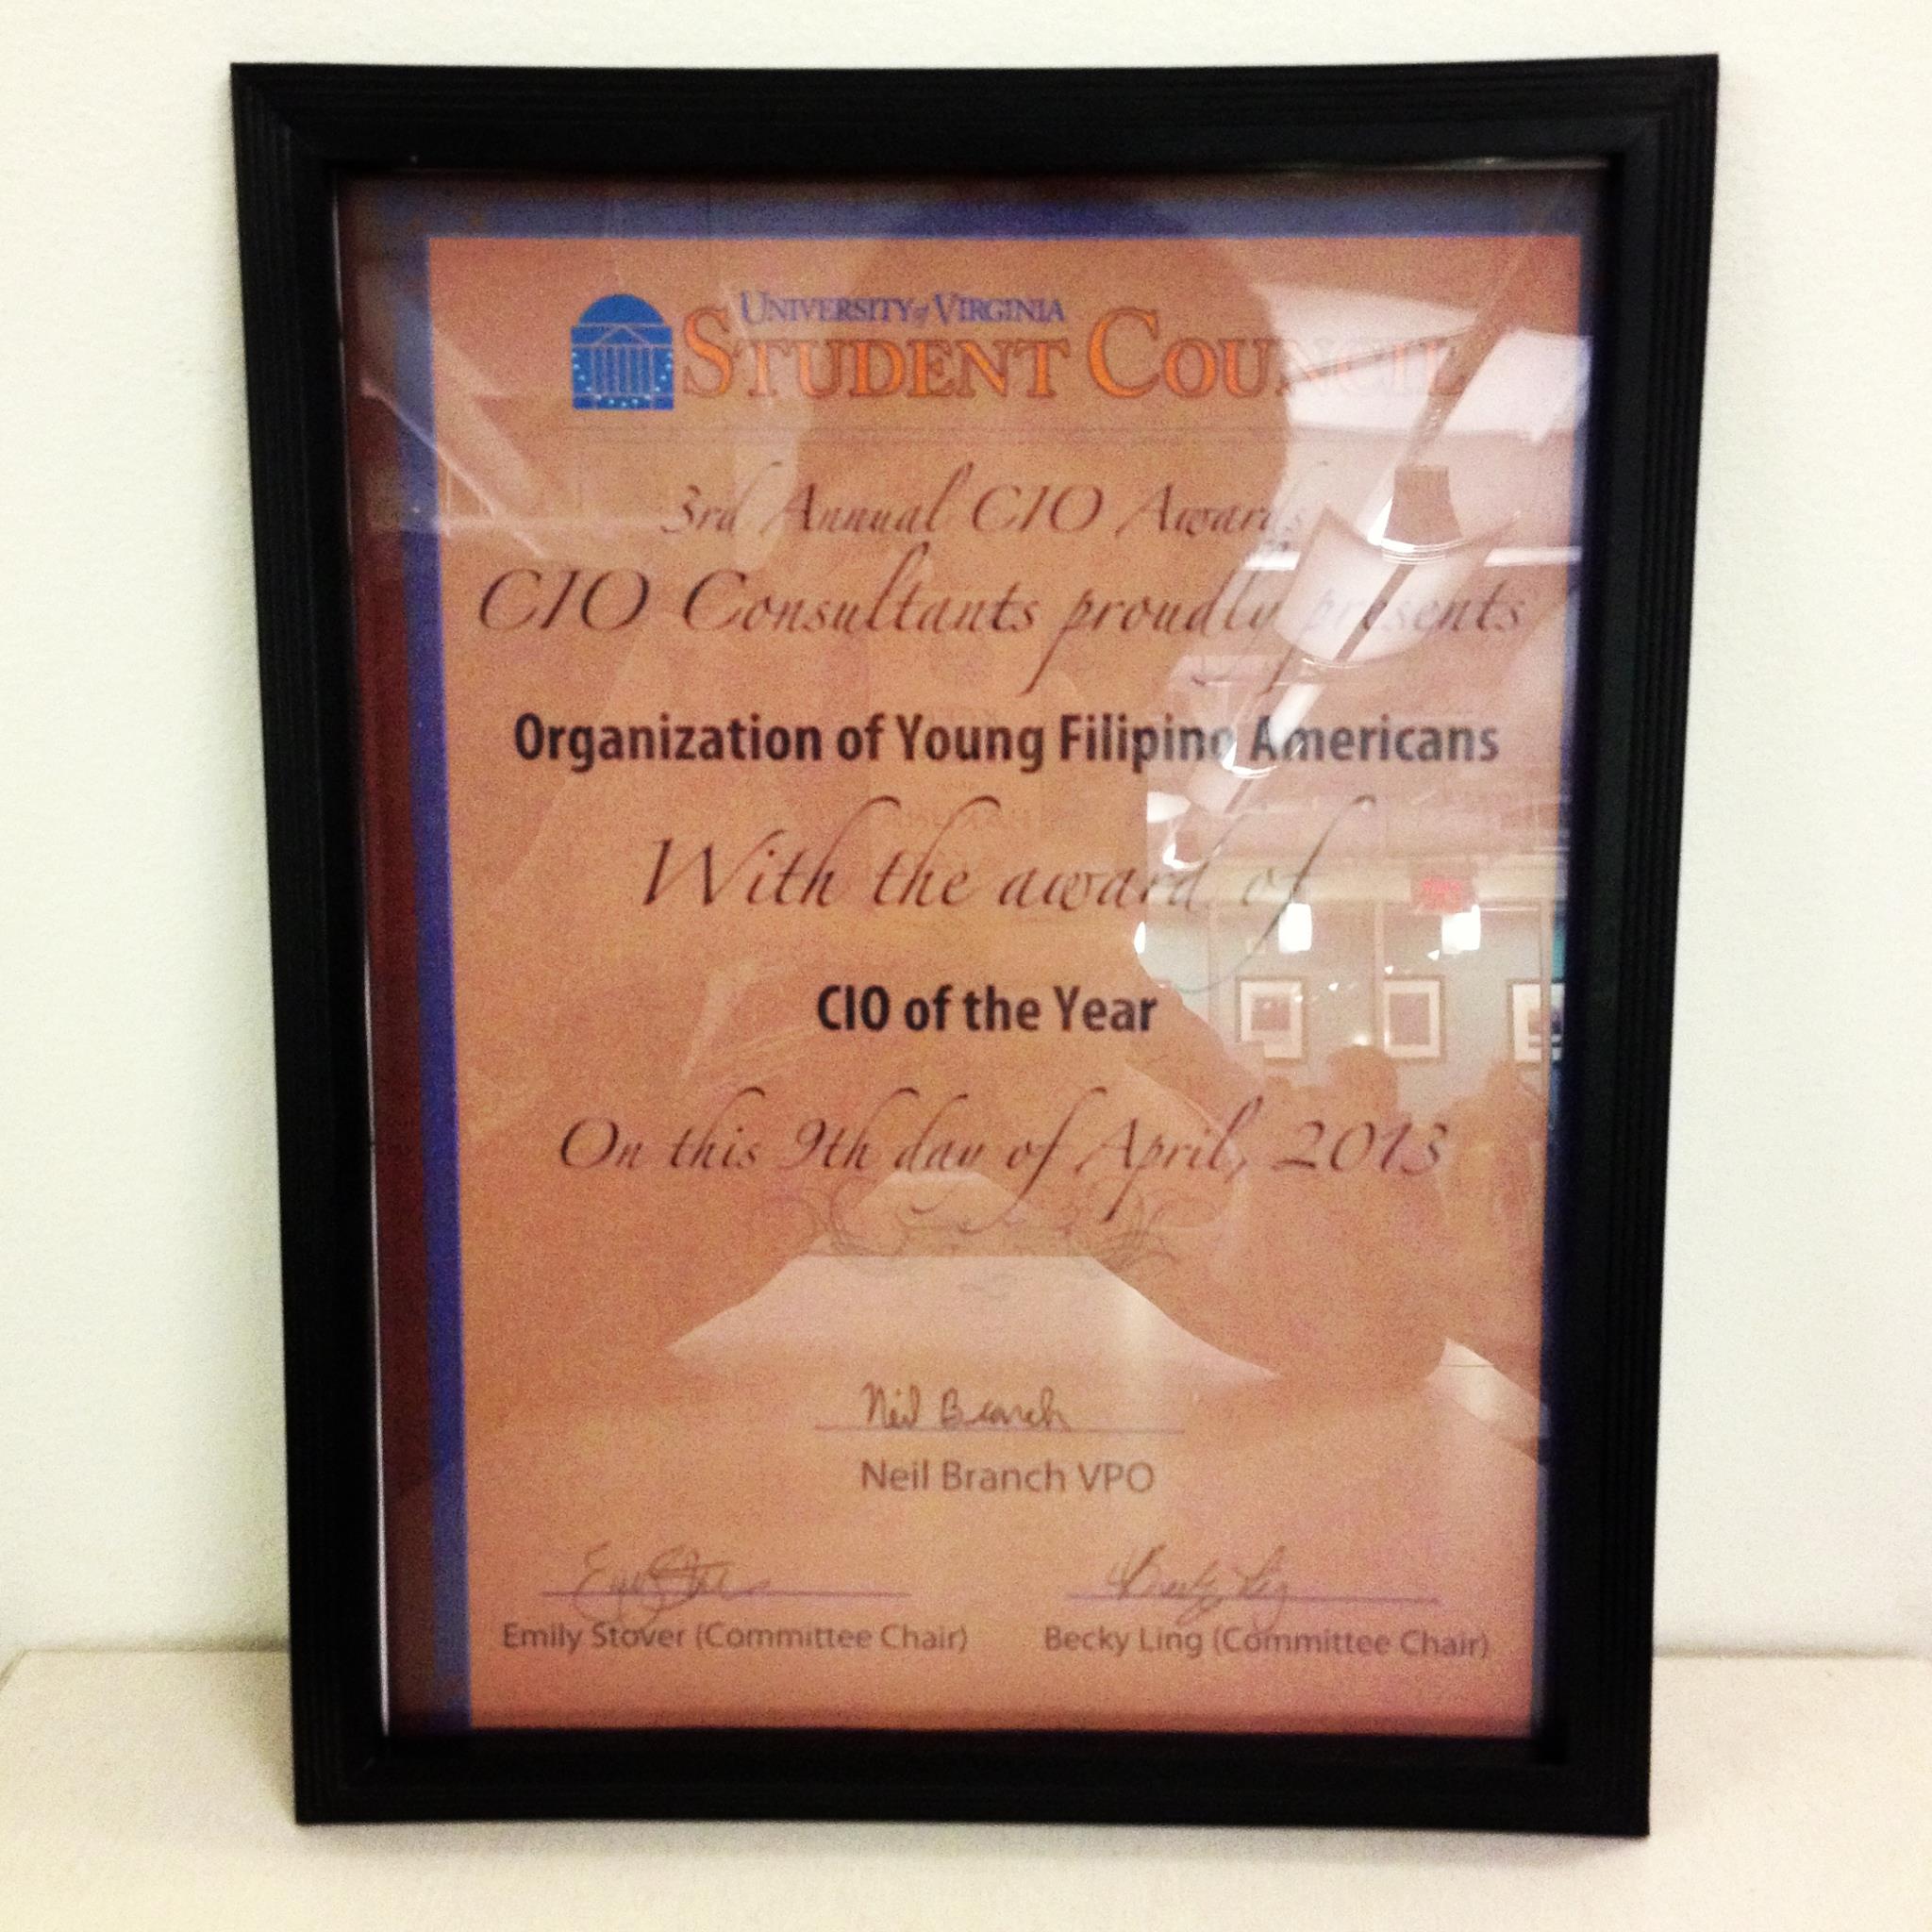 UNIVERSITY of VIRGINIA
STUDENT COUNCIL
3rd Annual CIO Awards
CIO Consultants proudly presents
Organization of Young Filipino Americans
With the award of
CIO of the Year
On this 9th day of April, 2013
Neil Branch
Neil Branch VPO
Emily Stover (Committee Chair)
Becky Ling
Becky Ling (Committee Chair)